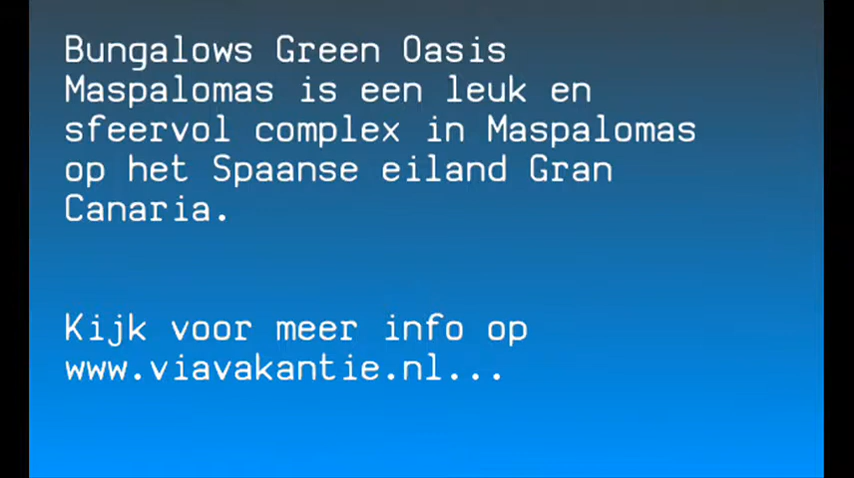 Bungalows Green Oasis
Maspalomas is een leuk en
sfeervol complex in Maspalomas
op het Spaanse eiland Gran
Canaria.
Kijk voor meer info op
www.viavakantie.nl...